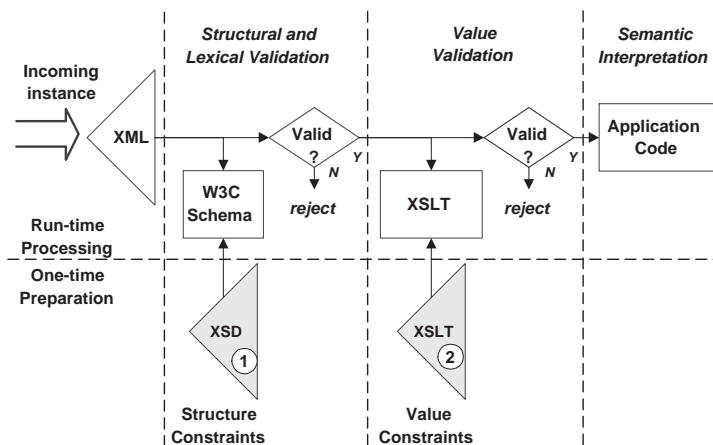 Structural and
Lexical Validation
Value
Validation
Semantic
Interpretation
Incoming
instance
XML
Valid
?
Y
N
reject
W3C
Schema
Valid
?
Y
N
reject
XSLT
Application
Code
Run-time
Processing
One-time
Preparation
XSD
1
XSLT
2
Structure
Constraints
Value
Constraints